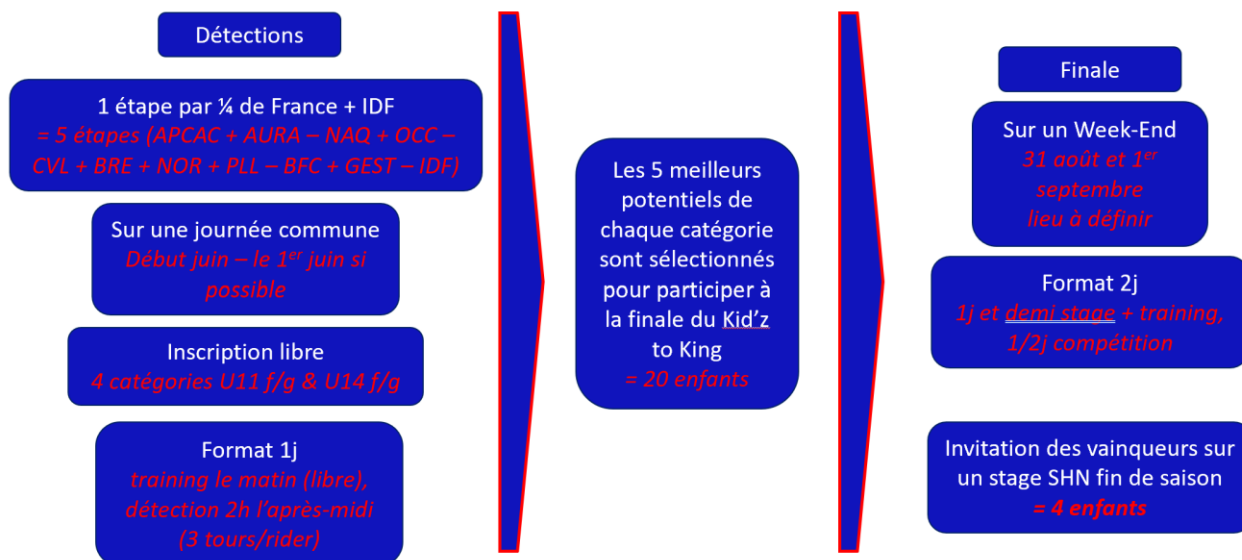 Détections
1 étape par ¼ de France + IDF
= 5 étapes (APCAC + AURA – NAQ + OCC –
CVL + BRE + NOR + PLL – BFC + GEST – IDF)
Sur une journée commune
Début juin – le 1er juin si
possible
Inscription libre
4 catégories U11 f/g & U14 f/g
Format 1j
training le matin (libre),
détection 2h l'après-midi
(3 tours/rider)
Les 5 meilleurs
potentiels de
chaque catégorie
sont sélectionnés
pour participer à
la finale du Kid'z
to King
= 20 enfants
Finale
Sur un Week-End
31 août et 1er
septembre
lieu à définir
Format 2j
1j et demi stage + training,
1/2j compétition
Invitation des vainqueurs sur
un stage SHN fin de saison
= 4 enfants